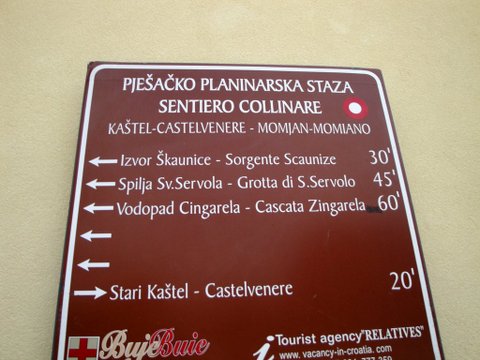 PJEŠAČKO PLANINARSKA STAZA
SENTIERO COLLINARE
KAŠTEL-CASTELVENERE - MOMJAN-MOMIANO
Izvor Škaunice - Sorgente Scaunize 30'
Spilja Sv.Servola - Grotta di S.Servolo 45'
Vodopad Cingarela - Cascata Zingarela 60'
Stari Kaštel - Castelvenere 20'
Buje Buie
i Tourist agency "RELATIVES"
www. vacancy-in-croatia.com